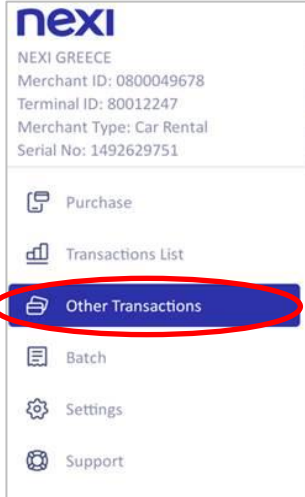 nexi
NEXI GREECE
Merchant ID: 0800049678
Terminal ID: 80012247
Merchant Type: Car Rental
Serial No: 1492629751
Purchase
Transactions List
Other Transactions
Batch
Settings
Support